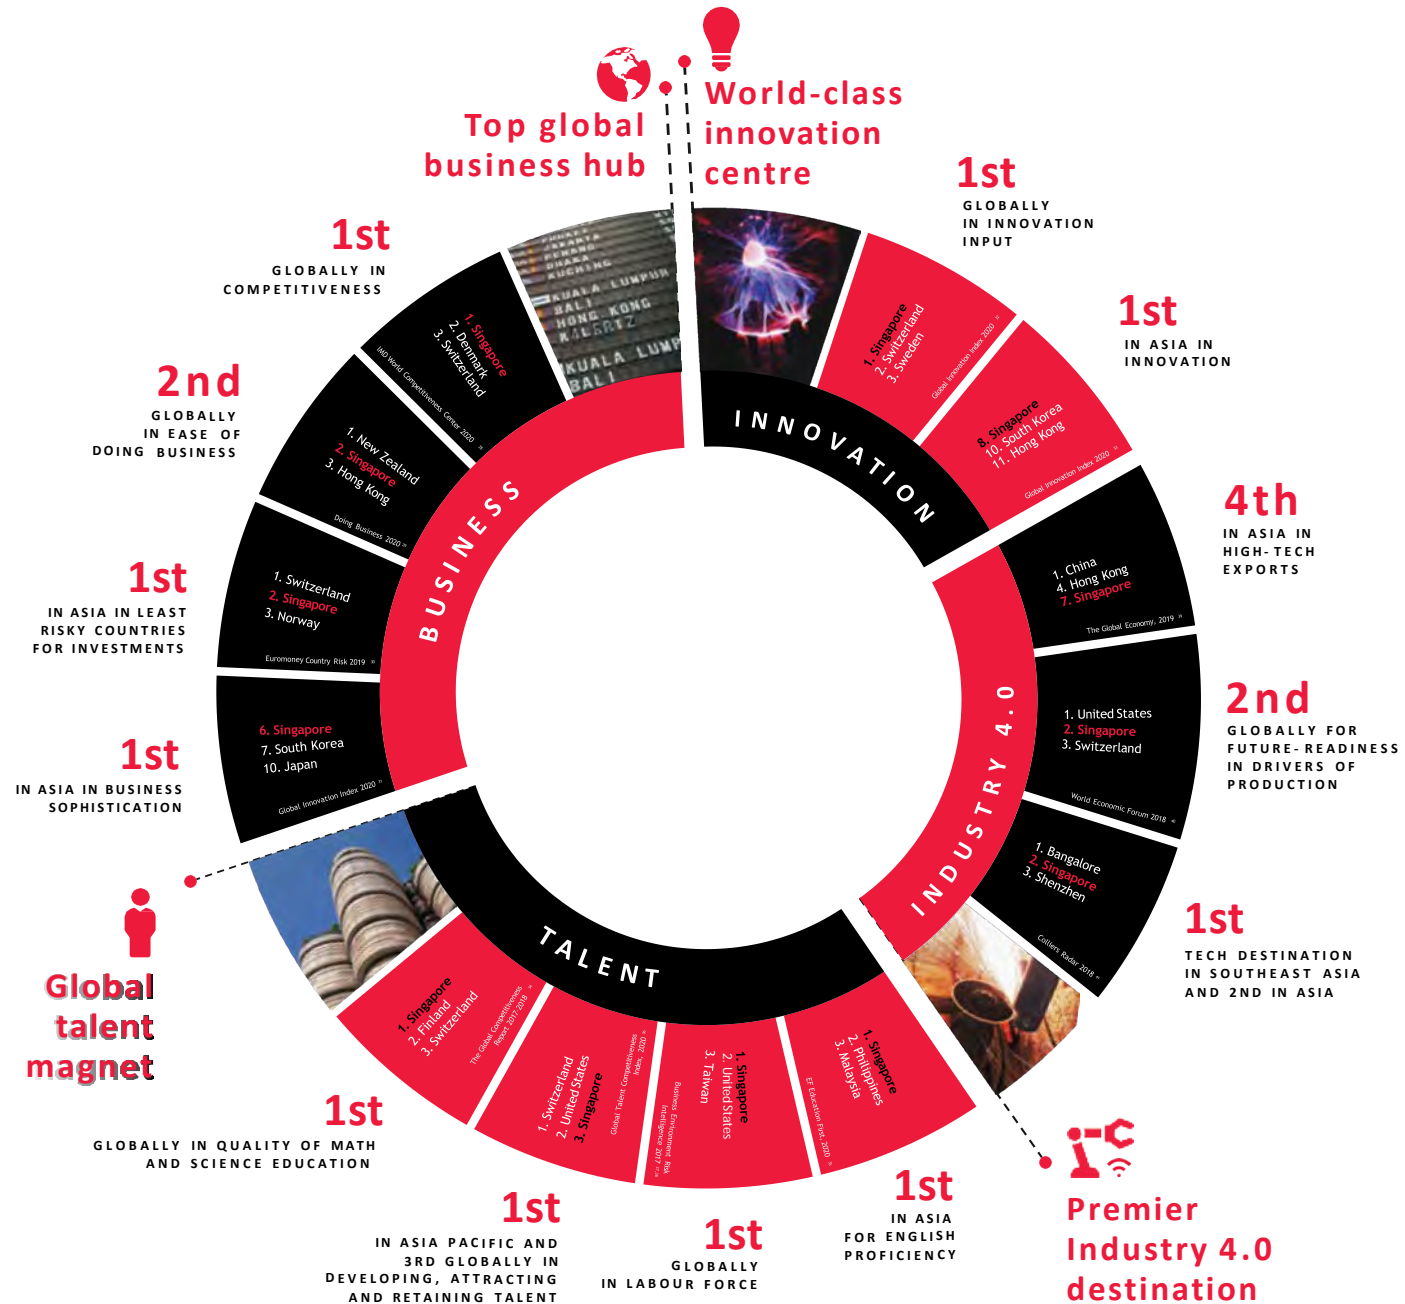 Top global
business hub
World-class
innovation
centre
1st
GLOBALLY
IN INNOVATION
INPUT
1. Singapore
2. Switzerland
3. Sweden
Global Innovation Index 2020 »
1st
IN ASIA IN
INNOVATION
8. Singapore
10. South Korea
11. Hong Kong
Global Innovation Index 2020 »
INNOVATION
4th
IN ASIA IN
HIGH-TECH
EXPORTS
1. China
4. Hong Kong
7. Singapore
The Global Economy, 2019 »
2nd
GLOBALLY FOR
FUTURE-READINESS
IN DRIVERS OF
PRODUCTION
1. United States
2. Singapore
3. Switzerland
World Economic Forum 2018 «
1st
TECH DESTINATION
IN SOUTHEAST ASIA
AND 2ND IN ASIA
1. Bangalore
2. Singapore
3. Shenzhen
Colliers Radar 2018 «
INDUSTRY 4.0
Premier
Industry 4.0
destination
1st
IN ASIA
FOR ENGLISH
PROFICIENCY
1. Singapore
2. Philippines
3. Malaysia
EF Education First, 2020 »
1st
GLOBALLY
IN LABOUR FORCE
1. Singapore
2. United States
3. Taiwan
Business Environment Risk
Intelligence 2017
1st
IN ASIA PACIFIC AND
3RD GLOBALLY IN
DEVELOPING, ATTRACTING
AND RETAINING TALENT
1. Switzerland
2. United States
3. Singapore
Global Talent Competitiveness
Index, 2020 »
1st
GLOBALLY IN QUALITY OF MATH
AND SCIENCE EDUCATION
1. Singapore
2. Finland
3. Switzerland
The Global Competitiveness
Report 2017-2018 »
TALENT
Global
talent
magnet
1st
IN ASIA IN BUSINESS
SOPHISTICATION
6. Singapore
7. South Korea
10. Japan
Global Innovation Index 2020 »
1st
IN ASIA IN LEAST
RISKY COUNTRIES
FOR INVESTMENTS
1. Switzerland
2. Singapore
3. Norway
Euromoney Country Risk 2019 »
2nd
GLOBALLY
IN EASE OF
DOING BUSINESS
1. New Zealand
2. Singapore
3. Hong Kong
Doing Business 2020 »
1st
GLOBALLY IN
COMPETITIVENESS
1. Singapore
2. Denmark
3. Switzerland
IMD World Competitiveness Center 2020 »
BUSINESS
JAKARTA
PENANG
DHAKA
KUCHING
KUALA LUMPUR
BALI
HONG KONG
KUALA LUMP
BALI